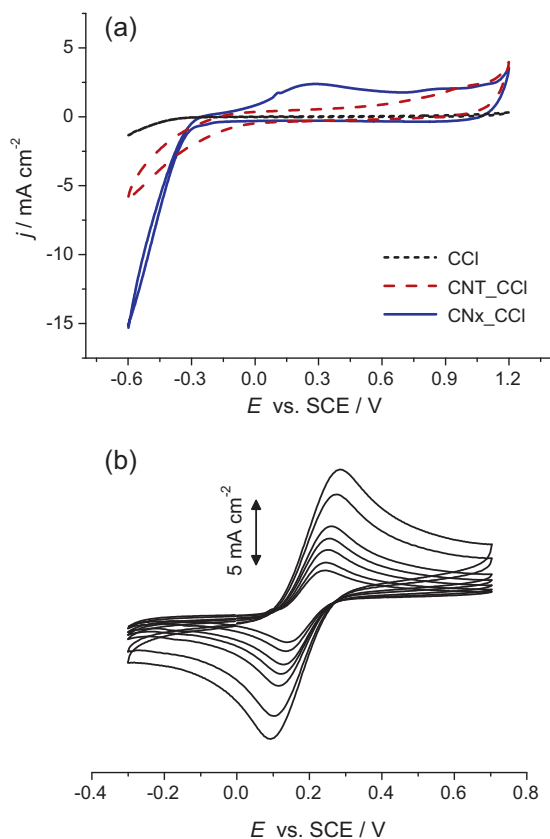 (a)
5
0
-5
-10
-15
j / mA cm-2
CCl
CNT_CCl
CNx_CCl
-0.6 -0.3 0.0 0.3 0.6 0.9 1.2
E vs. SCE / V
(b)
5 mA cm-2
-0.4 -0.2 0.0 0.2 0.4 0.6 0.8
E vs. SCE / V